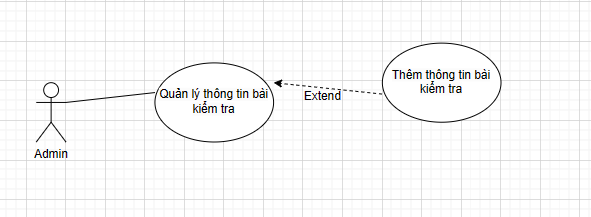 Thêm thông tin bài
kiểm tra
Quản lý thông tin bài
kiểm tra
Extend
Admin